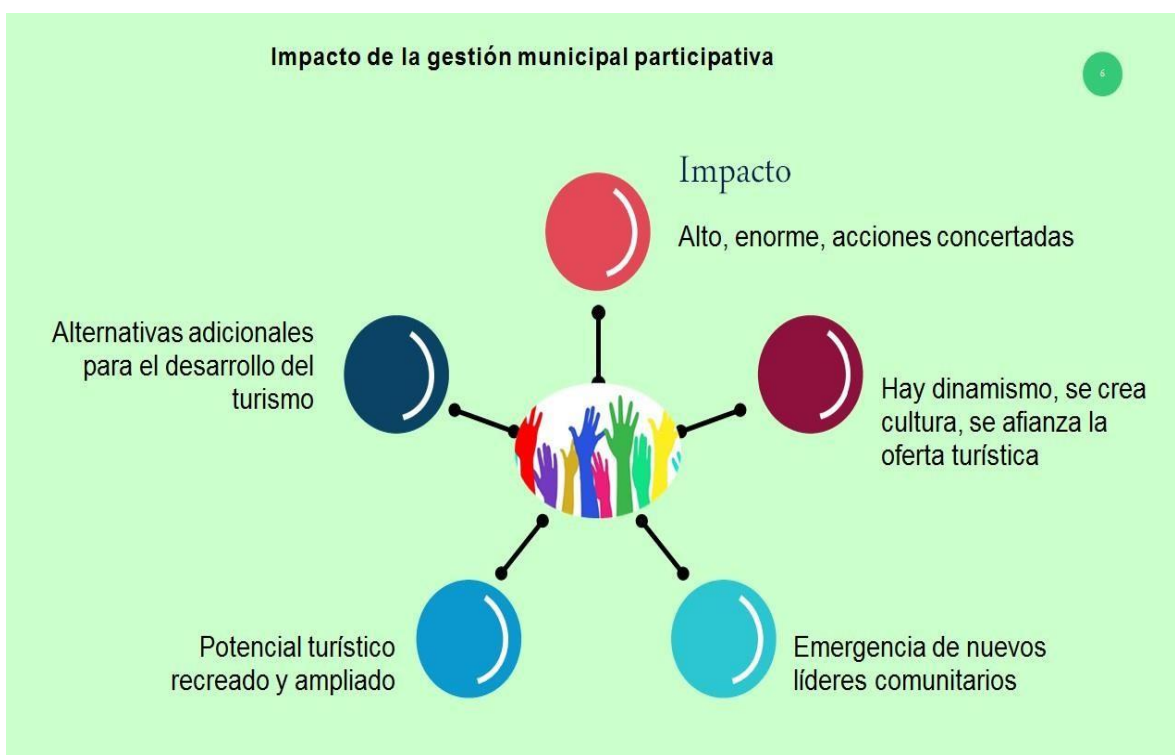 Impacto de la gestión municipal participativa
6
Impacto
Alto, enorme, acciones concertadas
Alternativas adicionales
para el desarrollo del
turismo
Hay dinamismo, se crea
cultura, se afianza la
oferta turística
Potencial turístico
recreado y ampliado
Emergencia de nuevos
líderes comunitarios